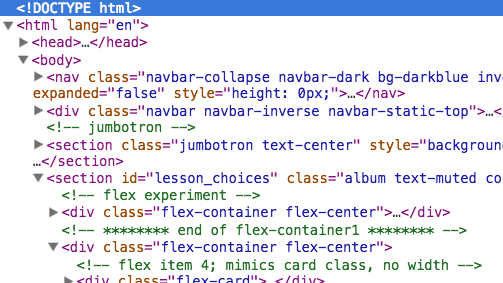 <!DOCTYPE html>
▼<html lang="en">
▶<head>…</head>
▼<body>
▶<nav class="navbar-collapse navbar-dark bg-darkblue inv
expanded="false" style="height: 0px;">…</nav>
▶<div class="navbar navbar-inverse navbar-static-top">…<
<!-- jumbotron -->
▶<section class="jumbotron text-center" style="background
…</section>
▼<section id="lesson_choices" class="album text-muted co
<!-- flex experiment -->
▶<div class="flex-container flex-center">…</div>
<!-- ******** end of flex-container1 ******** -->
▼<div class="flex-container flex-center">
<!-- flex item 4; mimics card class, no width -->
▶<div class="flex-card">…</div>